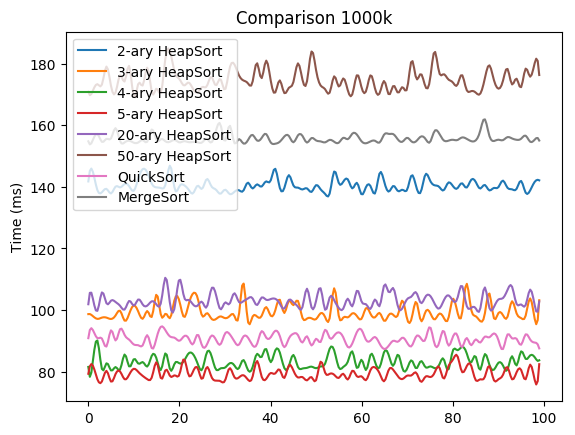 Comparison 1000k
2-ary HeapSort
3-ary HeapSort
4-ary HeapSort
5-ary HeapSort
20-ary HeapSort
50-ary HeapSort
QuickSort
MergeSort
Time (ms)
180
160
140
120
100
80
0 20 40 60 80 100